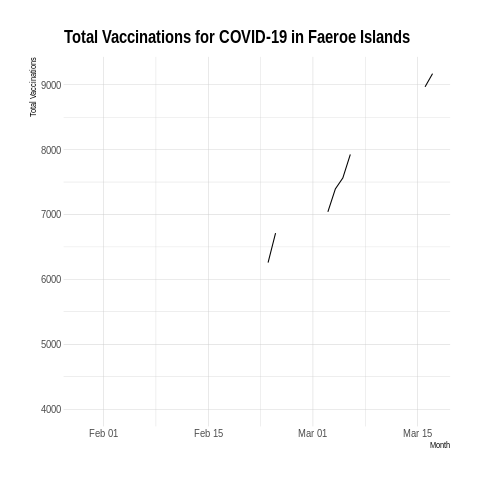 Total Vaccinations for COVID-19 in Faeroe Islands
Total Vaccinations
9000
8000
7000
6000
5000
4000
Feb 01 Feb 15 Mar 01 Mar 15
Month